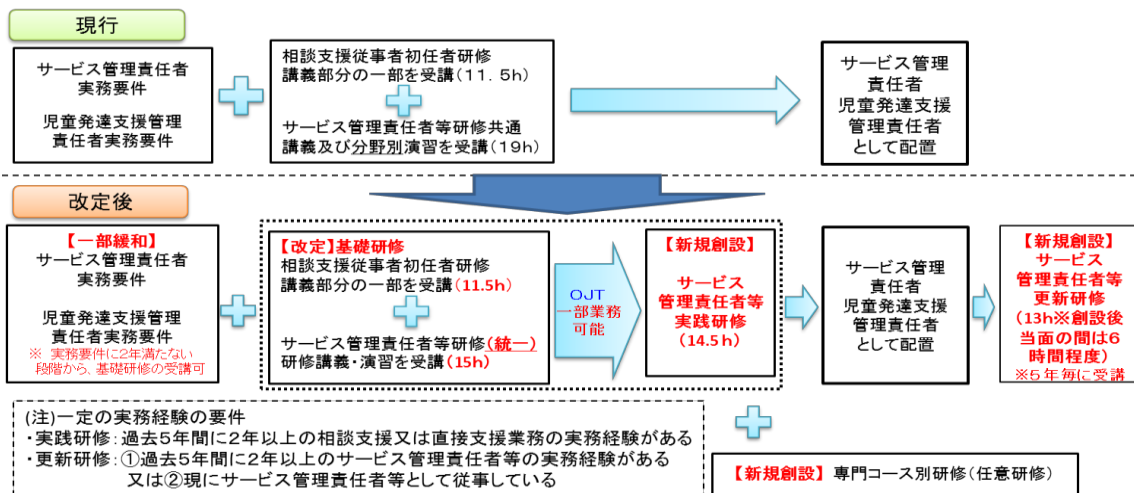 現行
サービス管理責任者
実務要件
児童発達支援管理
責任者実務要件
相談支援従事者初任者研修
講義部分の一部を受講(11.5h)
サービス管理責任者等研修共通
講義及び分野別演習を受講(19h)
サービス管理
責任者
児童発達支援
管理責任者
として配置
改定後
【一部緩和】
サービス管理責任者
実務要件
児童発達支援管理
責任者実務要件
※ 実務要件に2年満たない
段階から、基礎研修の受講可
【改定】基礎研修
相談支援従事者初任者研修
講義部分の一部を受講(11.5h)
サービス管理責任者等研修(統一)
研修講義・演習を受講(15h)
OJT
一部業務
可能
【新規創設】
サービス
管理責任者等
実践研修
(14.5h)
サービス管理
責任者
児童発達支援
管理責任者
として配置
【新規創設】
サービス
管理責任者等
更新研修
(13h※創設後
当面の間は6
時間程度)
※5年毎に受講
(注)一定の実務経験の要件
・実践研修:過去5年間に2年以上の相談支援又は直接支援業務の実務経験がある
・更新研修:①過去5年間に2年以上のサービス管理責任者等の実務経験がある
又は②現にサービス管理責任者等として従事している
【新規創設】 専門コース別研修(任意研修)